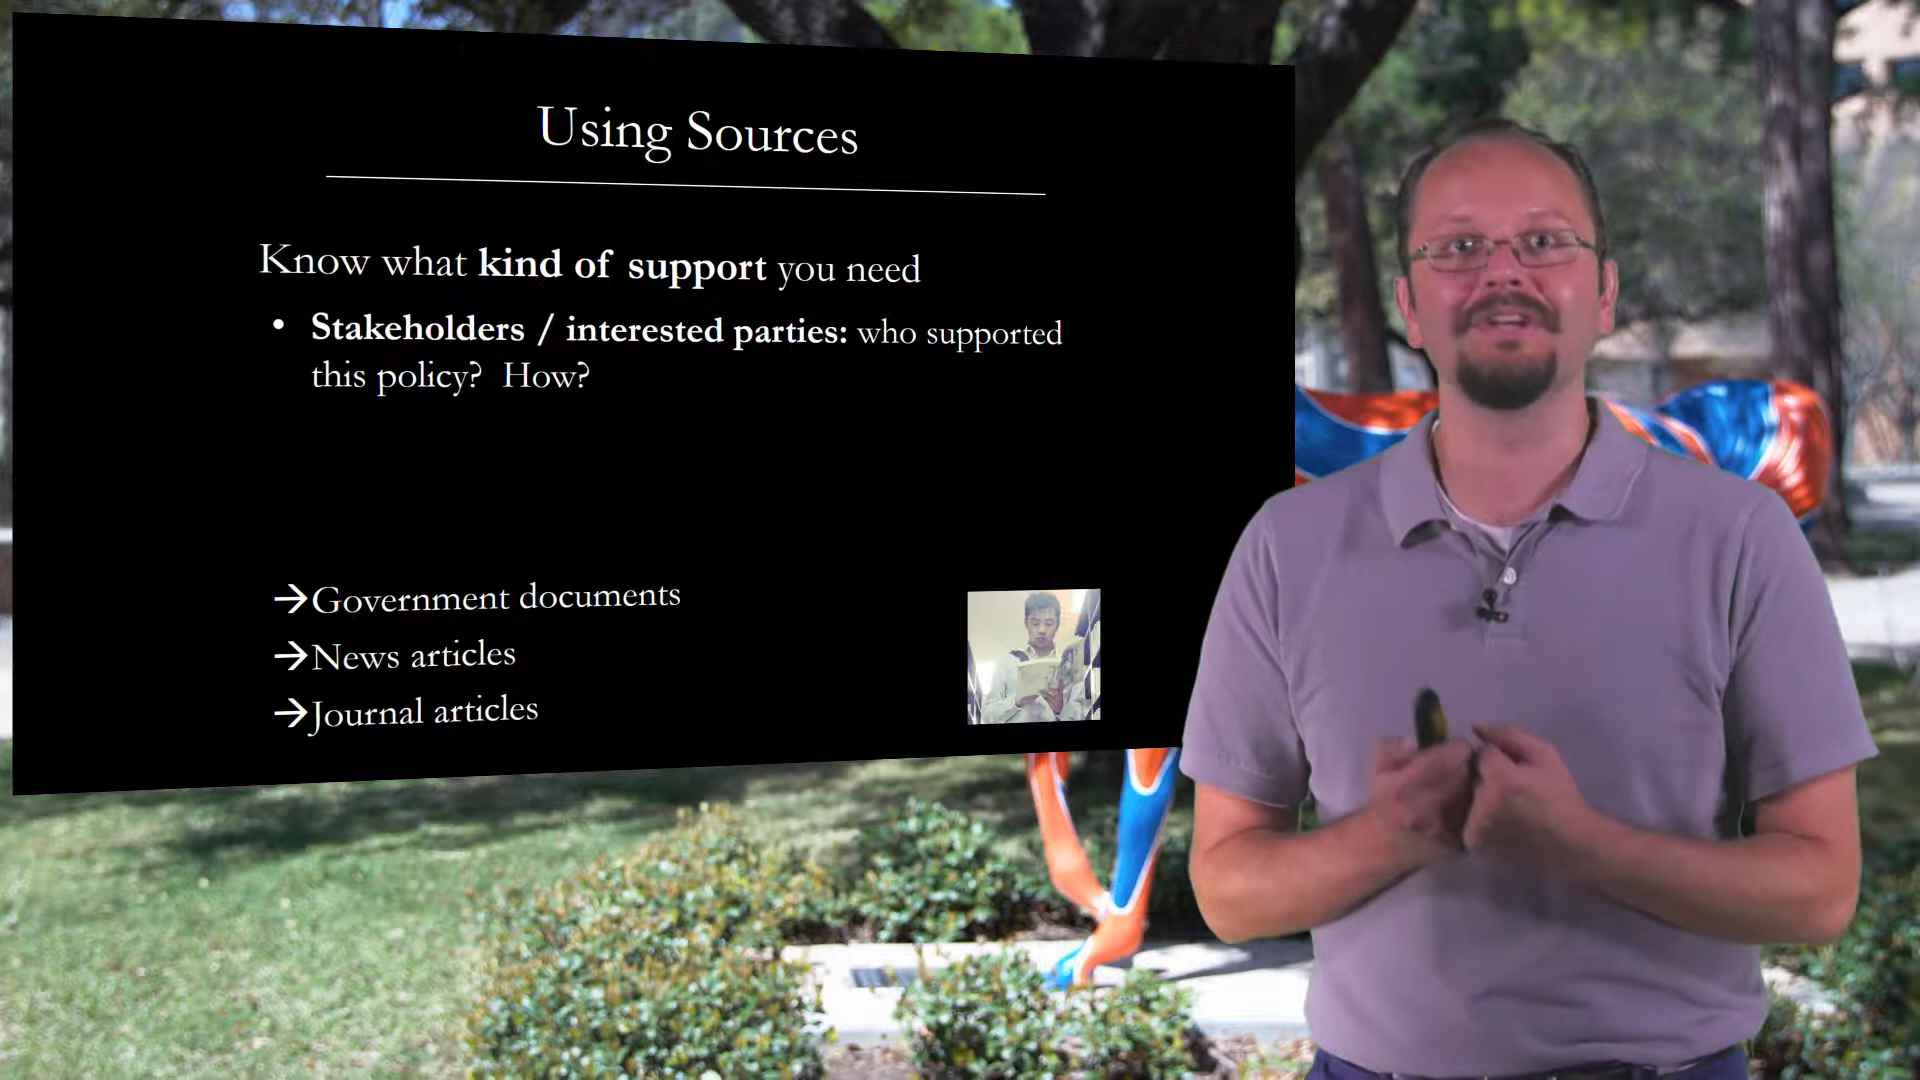 Using Sources
Know what kind of support you need
• Stakeholders / interested parties: who supported
this policy? How?
→Government documents
→News articles
→Journal articles